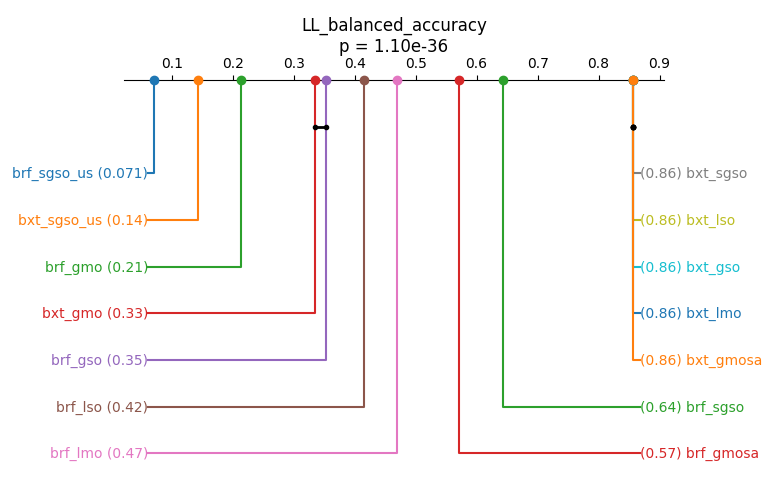 LL_balanced_accuracy
p = 1.10e-36
0.1 0.2 0.3 0.4 0.5 0.6 0.7 0.8 0.9
brf_sgso_us (0.071) (0.86) bxt_sgso
bxt_sgso_us (0.14) (0.86) bxt_lso
brf_gmo (0.21) (0.86) bxt_gso
bxt_gmo (0.33) (0.86) bxt_lmo
brf_gso (0.35) (0.86) bxt_gmosa
brf_lso (0.42) (0.64) brf_sgso
brf_lmo (0.47) (0.57) brf_gmosa